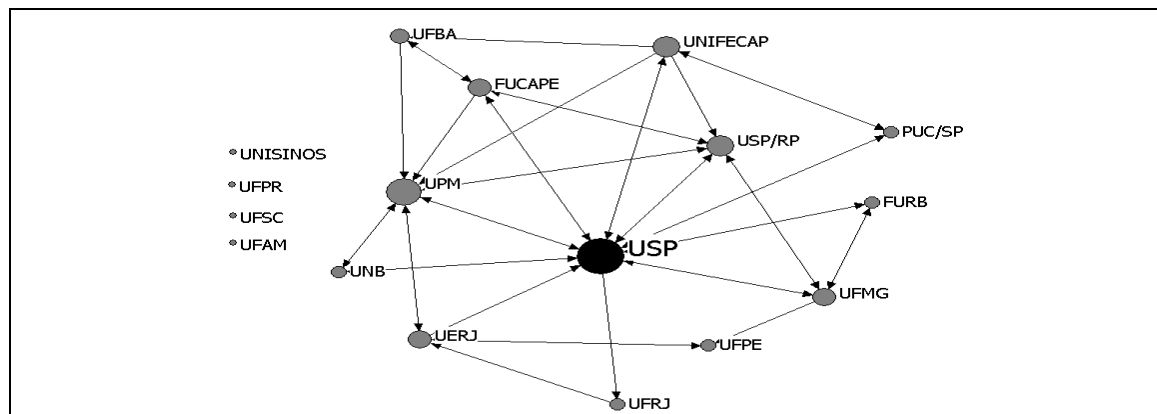 UFBA
UNIFECAP
FUCAPE
PUC/SP
USP/RP
UNISINOS
UPM
UFPR
FURB
UFSC
UFAM
USP
UNB
UFMG
UERJ
UFPE
UFRJ